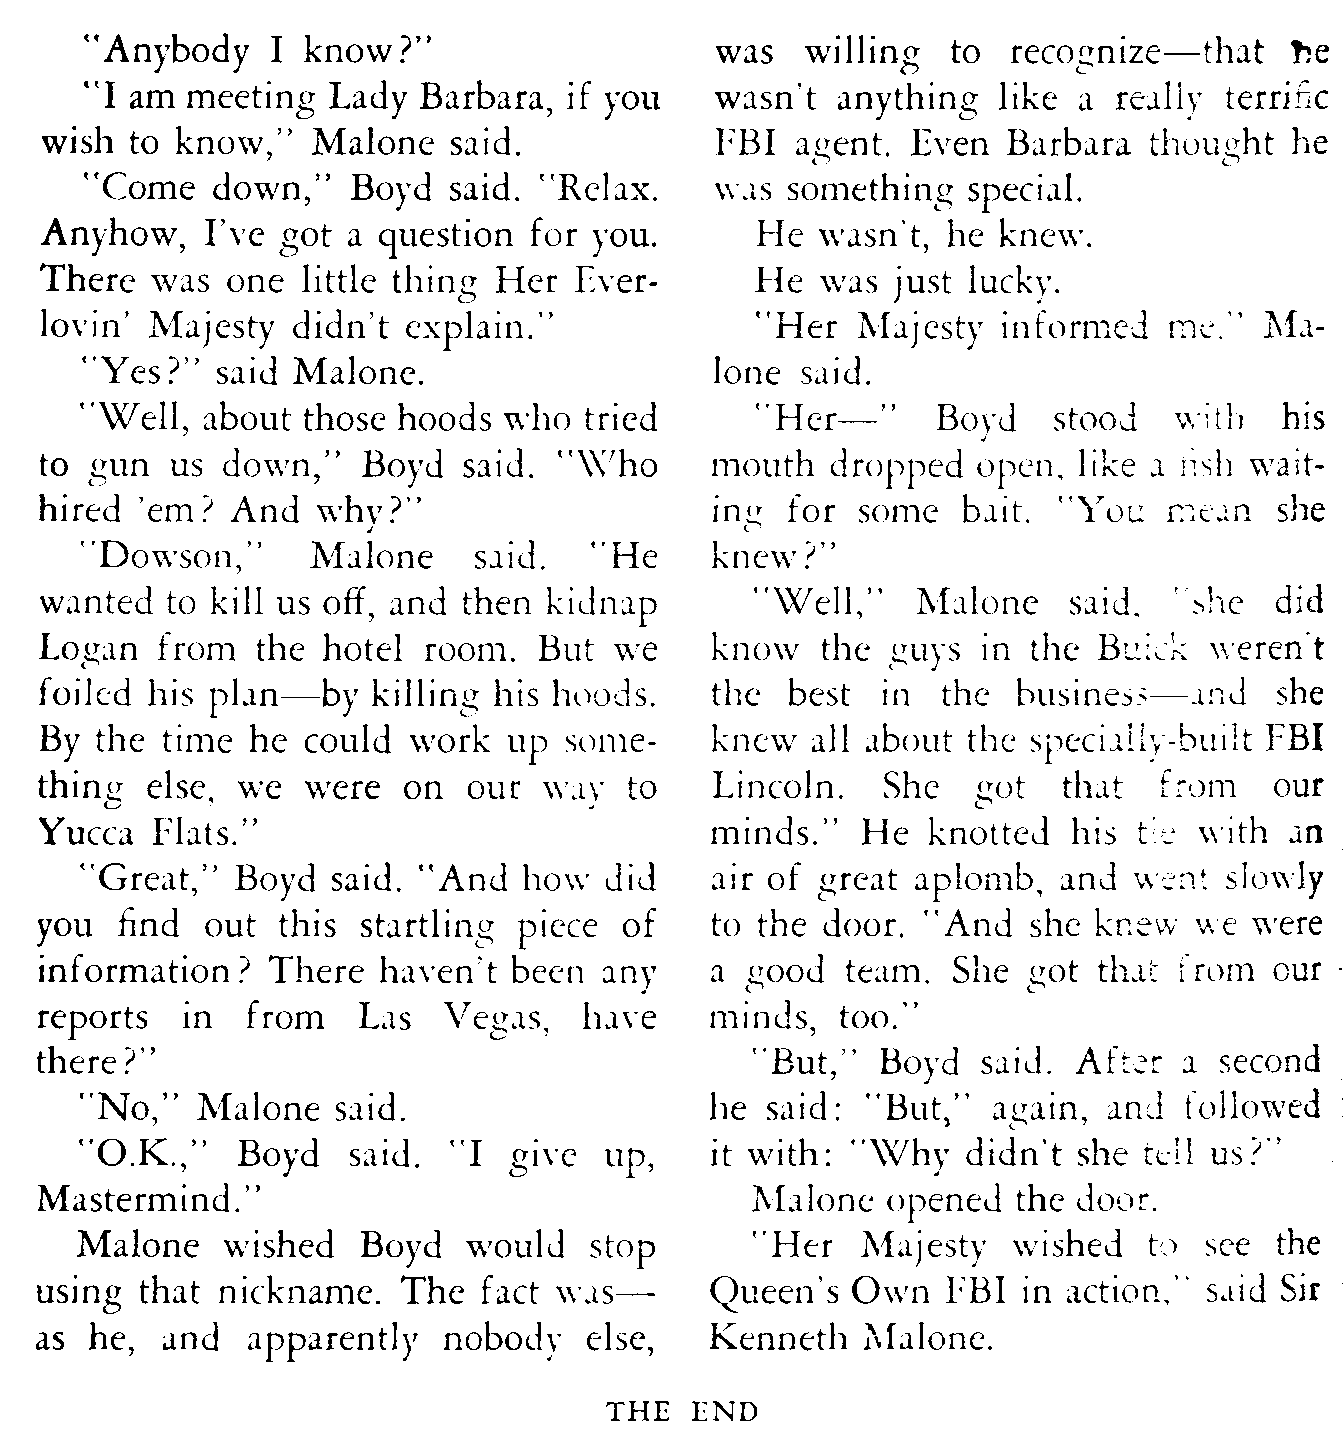 "Anybody I know?"
"I am meeting Lady Barbara, if you
wish to know," Malone said.
"Come down," Boyd said. "Relax.
Anyhow, I've got a question for you.
There was one little thing Her Ever-
lovin' Majesty didn't explain."
"Yes?" said Malone.
"Well, about those hoods who tried
to gun us down," Boyd said. "Who
hired 'em? And why?"
"Dowson," Malone said. "He
wanted to kill us off, and then kidnap
Logan from the hotel room. But we
foiled his plan—by killing his hoods.
By the time he could work up some-
thing else, we were on our way to
Yucca Flats."
"Great," Boyd said. "And how did
you find out this startling piece of
information? There haven't been any
reports in from Las Vegas, have
there?"
"No," Malone said.
"O.K.," Boyd said. "I give up,
Mastermind."
Malone wished Boyd would stop
using that nickname. The fact was—
as he, and apparently nobody else,
was willing to recognize—that he
wasn't anything like a really terrific
FBI agent. Even Barbara thought he
was something special.
He wasn't, he knew.
He was just lucky.
"Her Majesty informed me." Ma-
lone said.
"Her—" Boyd stood with his
mouth dropped open, like a fish wait-
ing for some bait. "You mean she
knew?"
"Well," Malone said, "she did
know the guys in the Buick weren't
the best in the business—and she
knew all about the specially-built FBI
Lincoln. She got that from our
minds." He knotted his tie with an
air of great aplomb, and went slowly
to the door. "And she knew we were
a good team. She got that from our
minds, too."
"But," Boyd said. After a second
he said: "But," again, and followed
it with: "Why didn't she tell us?"
Malone opened the door.
"Her Majesty wished to see the
Queen's Own FBI in action," said Sir
Kenneth Malone.
THE END